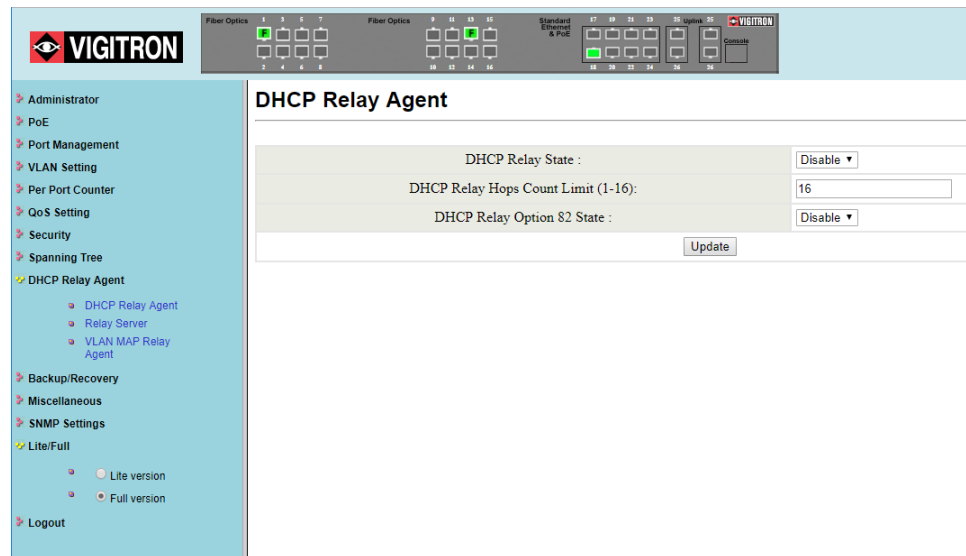 VIGITRON
Fiber Optics 1 3 5 7 Fiber Optics 9 11 13 15 Standard Ethernet & PoE 17 19 21 23 25 Uplink 25 VIGITRON
F F Console
2 4 6 8 10 12 14 16 18 20 22 24 26 26
Administrator
PoE
Port Management
VLAN Setting
Per Port Counter
QoS Setting
Security
Spanning Tree
DHCP Relay Agent
DHCP Relay Agent
Relay Server
VLAN MAP Relay
Agent
Backup/Recovery
Miscellaneous
SNMP Settings
Lite/Full
Lite version
Full version
Logout
DHCP Relay Agent
DHCP Relay State : Disable
DHCP Relay Hops Count Limit (1-16): 16
DHCP Relay Option 82 State : Disable
Update